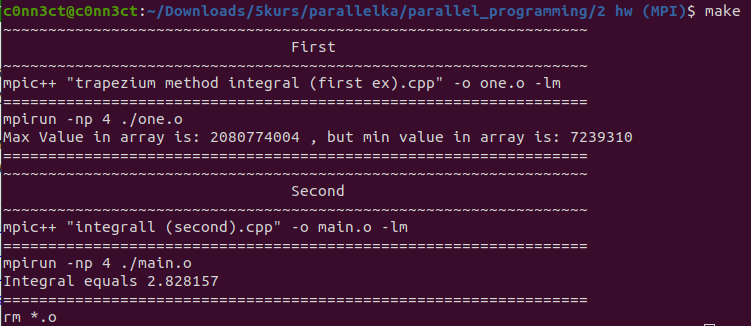 c0nn3ct@c0nn3ct:~/Downloads/5kurs/parallelka/parallel_programming/2 hw (MPI)$ make
~~~~~~~~~~~~~~~~~~~~~~~~~~~~~~~~~~~~~~~~~~~~~~~~~~~~~~~~~~~~~~~~~
First
~~~~~~~~~~~~~~~~~~~~~~~~~~~~~~~~~~~~~~~~~~~~~~~~~~~~~~~~~~~~~~~~~
mpic++ "trapezium method integral (first ex).cpp" -o one.o -lm
=================================================================
mpirun -np 4 ./one.o
Max Value in array is: 2080774004 , but min value in array is: 7239310
=================================================================
~~~~~~~~~~~~~~~~~~~~~~~~~~~~~~~~~~~~~~~~~~~~~~~~~~~~~~~~~~~~~~~~~
Second
~~~~~~~~~~~~~~~~~~~~~~~~~~~~~~~~~~~~~~~~~~~~~~~~~~~~~~~~~~~~~~~~~
mpic++ "integrall (second).cpp" -o main.o -lm
=================================================================
mpirun -np 4 ./main.o
Integral equals 2.828157
=================================================================
rm *.o